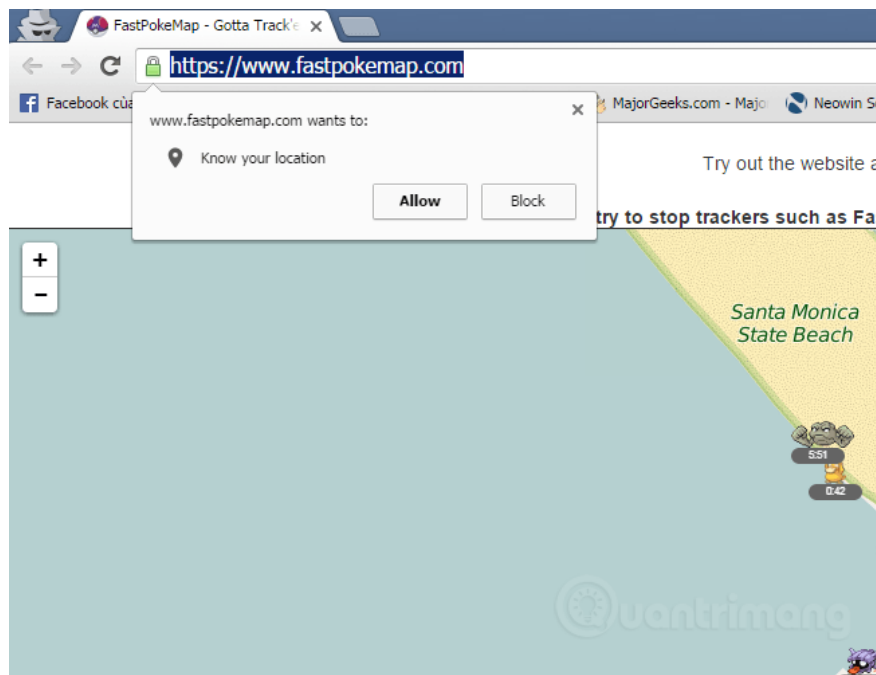 FastPokeMap - Gotta Track'e
https://www.fastpokemap.com
Facebook củ
MajorGeeks.com - Majo
Neowin S
www.fastpokemap.com wants to:
Know your location
Allow
Block
Try out the website a
try to stop trackers such as Fa
+
−
Santa Monica
State Beach
5:51
0:42
Quantrimang